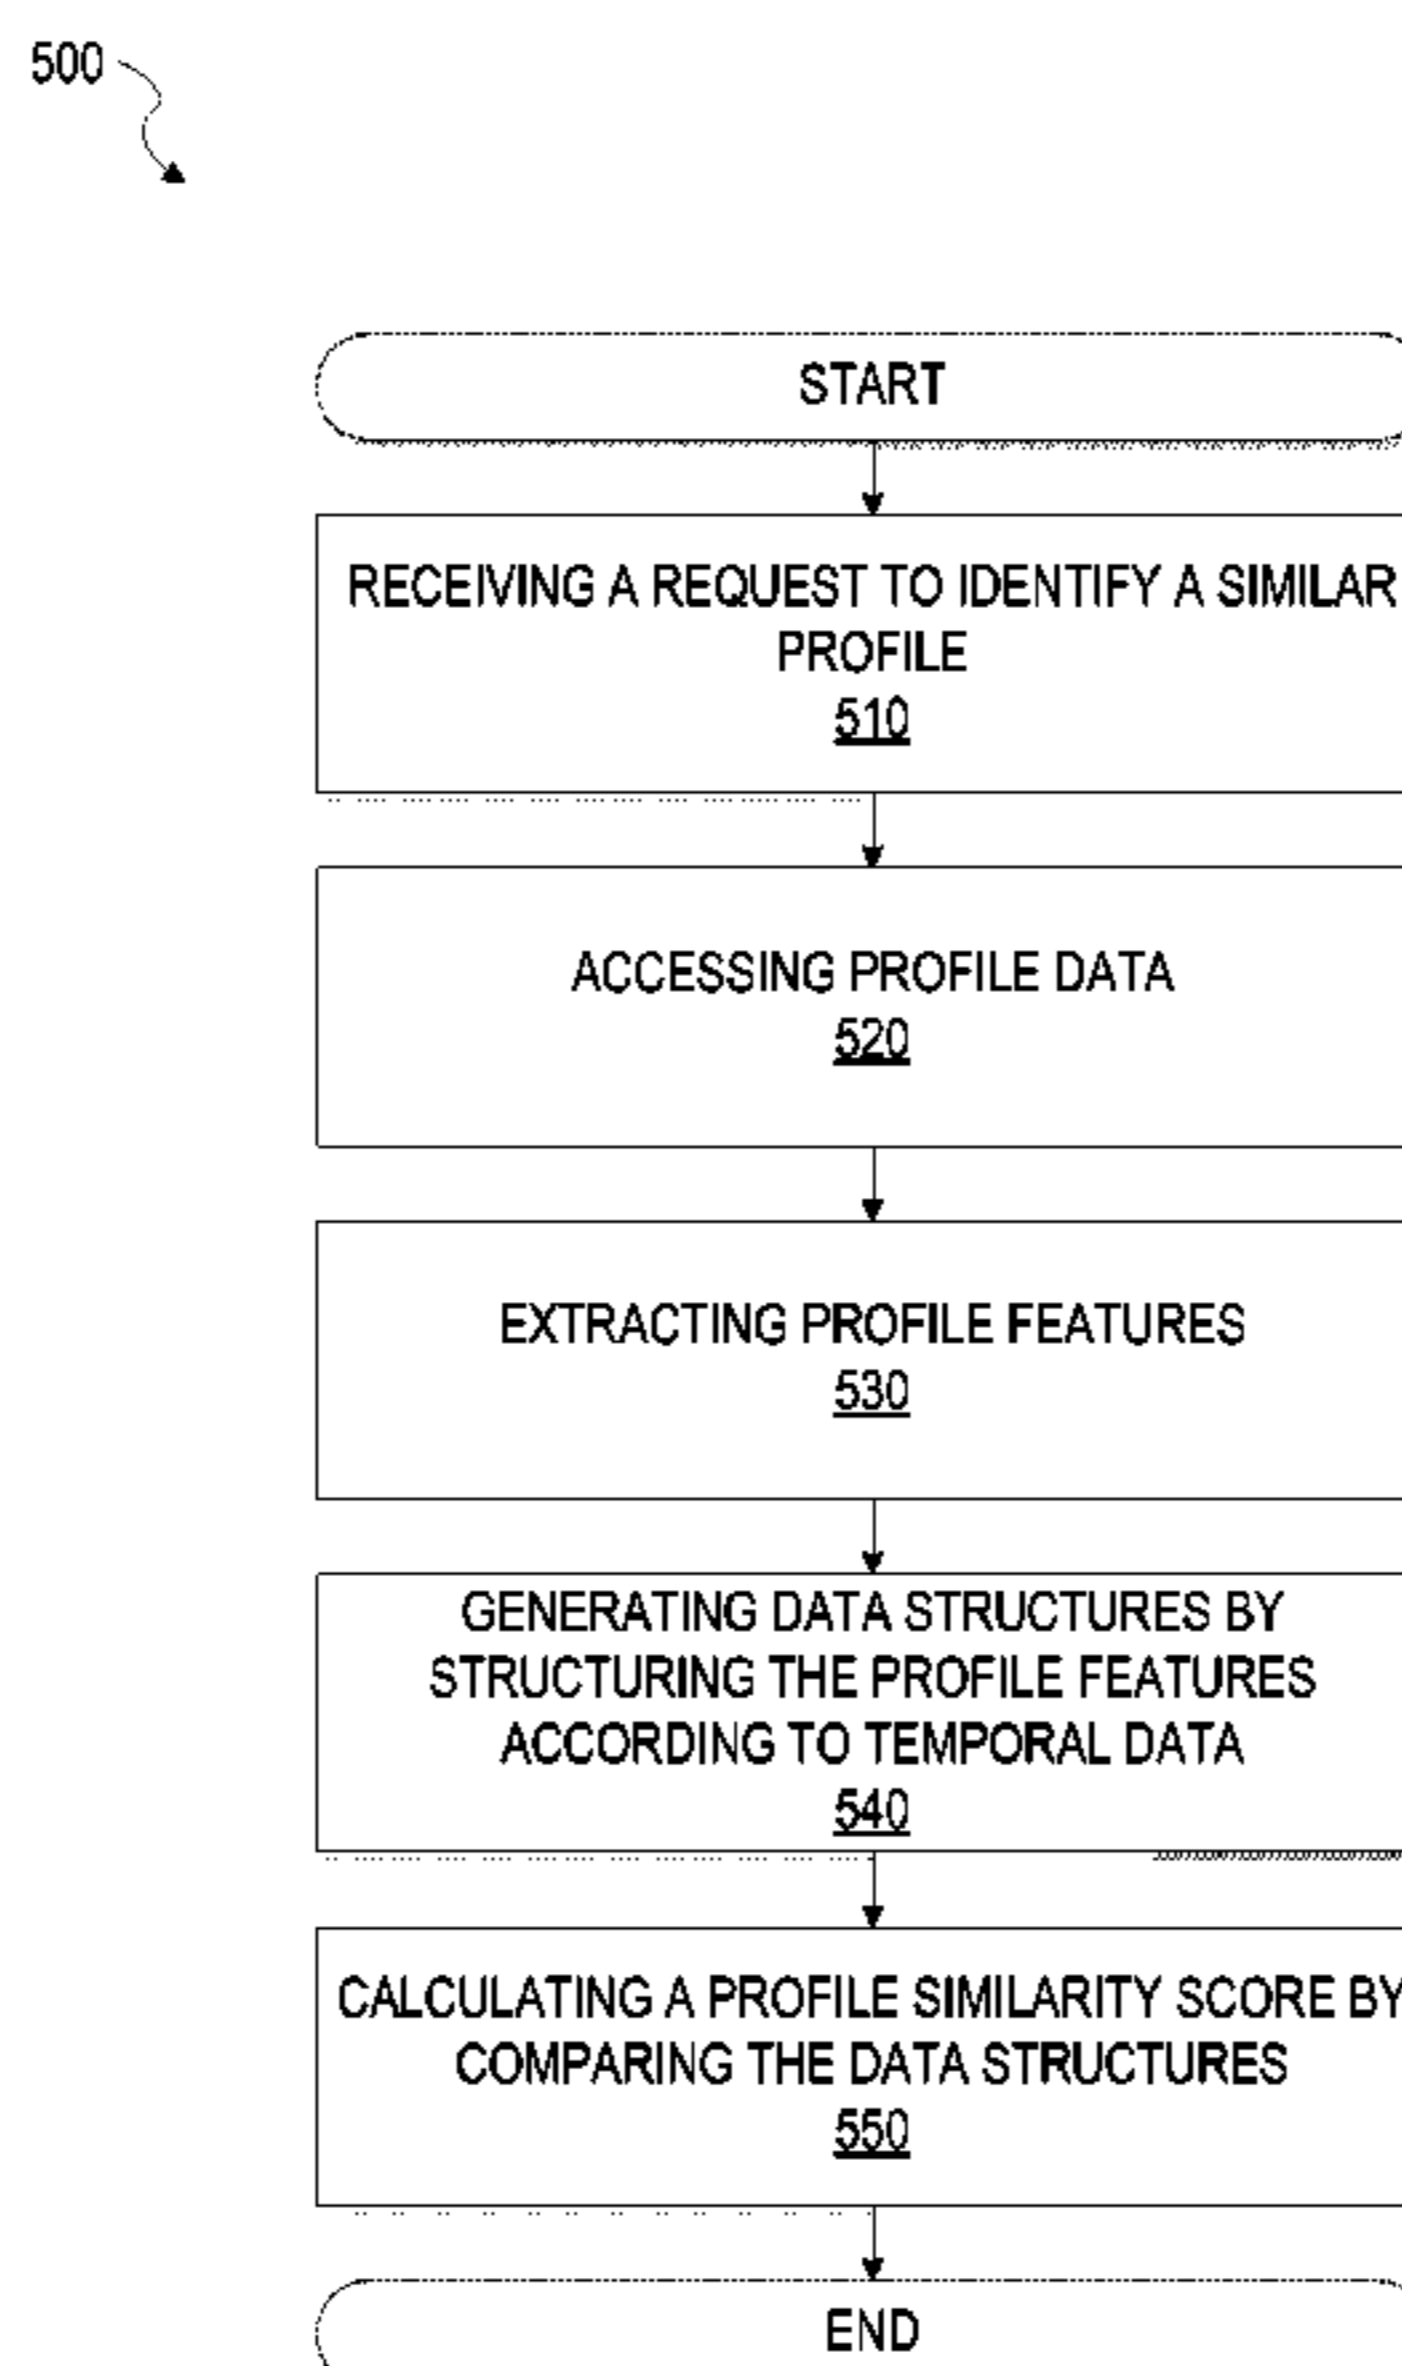 500
START
RECEIVING A REQUEST TO IDENTIFY A SIMILAR
PROFILE
510
ACCESSING PROFILE DATA
520
EXTRACTING PROFILE FEATURES
530
GENERATING DATA STRUCTURES BY
STRUCTURING THE PROFILE FEATURES
ACCORDING TO TEMPORAL DATA
540
CALCULATING A PROFILE SIMILARITY SCORE BY
COMPARING THE DATA STRUCTURES
550
END